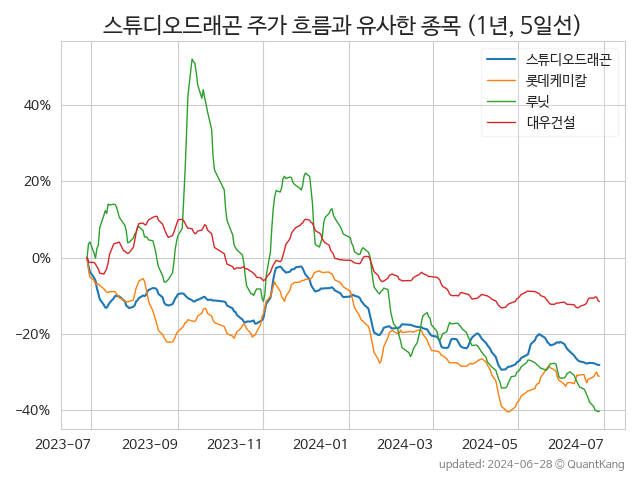 스튜디오드래곤 주가 흐름과 유사한 종목 (1년, 5일선)
스튜디오드래곤
롯데케미칼
루닛
대우건설
40%
20%
0%
−20%
−40%
2023-07 2023-09 2023-11 2024-01 2024-03 2024-05 2024-07
updated: 2024-06-28 © QuantKang